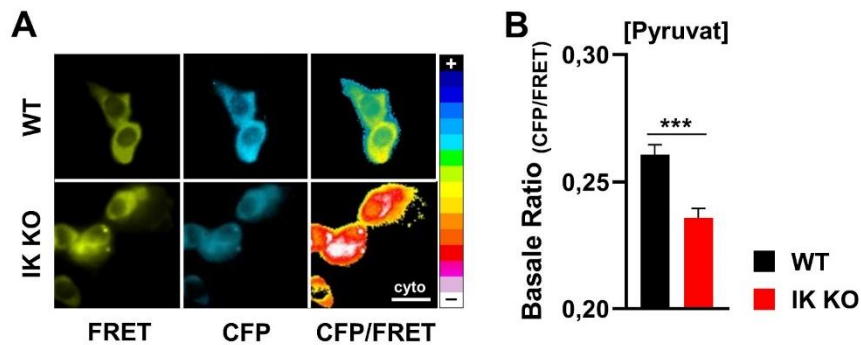 A
WT
IK KO
+
cyto
−
FRET
CFP
CFP/FRET
B
[Pyruvat]
Basale Ratio (CFP/FRET)
0,30
0,25
0,20
***
WT
IK KO